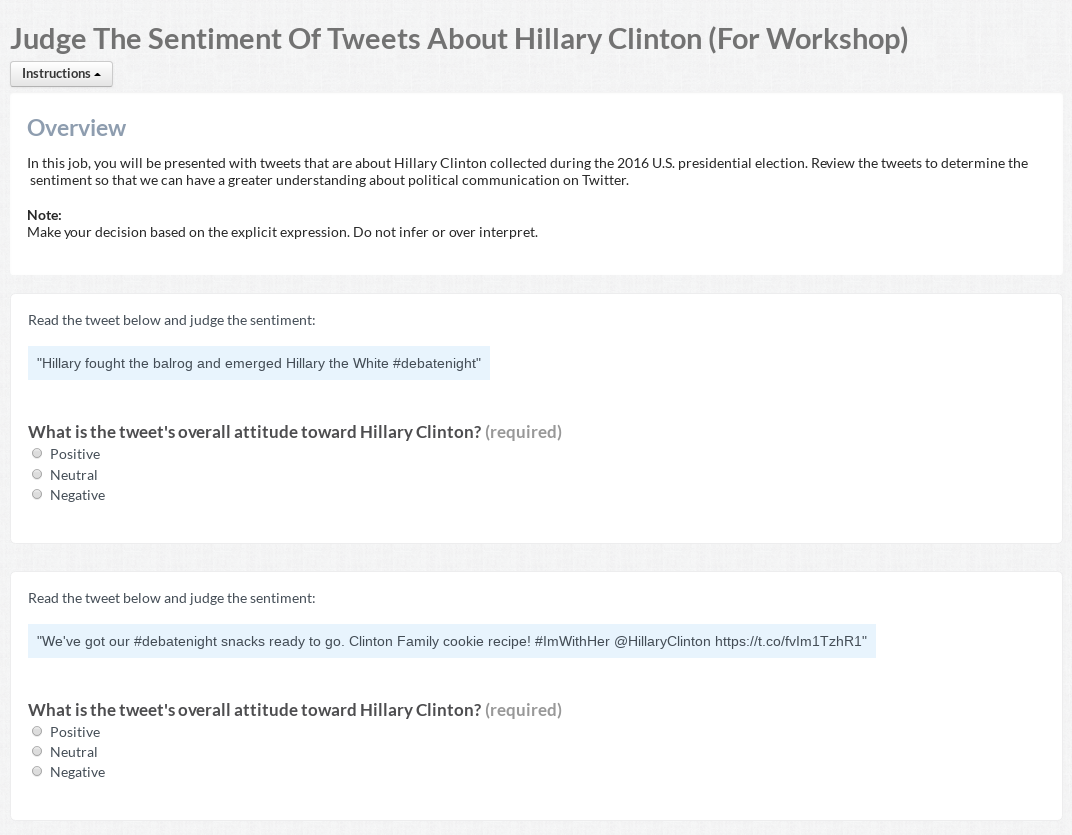 Judge The Sentiment Of Tweets About Hillary Clinton (For Workshop)
Instructions
Overview
In this job, you will be presented with tweets that are about Hillary Clinton collected during the 2016 U.S. presidential election. Review the tweets to determine the
sentiment so that we can have a greater understanding about political communication on Twitter.
Note:
Make your decision based on the explicit expression. Do not infer or over interpret.
Read the tweet below and judge the sentiment:
"Hillary fought the balrog and emerged Hillary the White #debatenight"
What is the tweet's overall attitude toward Hillary Clinton? (required)
Positive
Neutral
Negative
Read the tweet below and judge the sentiment:
"We've got our #debatenight snacks ready to go. Clinton Family cookie recipe! #ImWithHer @HillaryClinton https://t.co/fvIm1TzhR1"
What is the tweet's overall attitude toward Hillary Clinton? (required)
Positive
Neutral
Negative